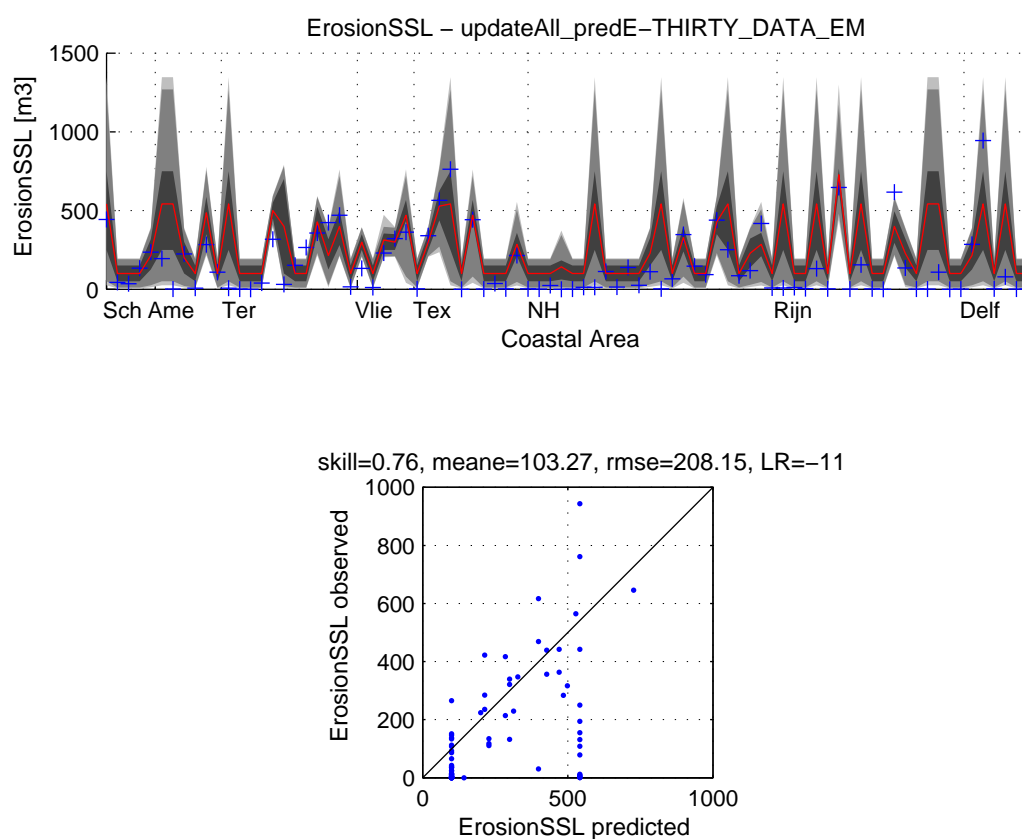 ErosionSSL − updateAll_predE−THIRTY_DATA_EM
1500
1000
500
0
ErosionSSL [m3]
Sch Ame Ter Vlie Tex NH Rijn Delf
Coastal Area
skill=0.76, meane=103.27, rmse=208.15, LR=−11
1000
800
600
400
200
0
ErosionSSL observed
0 500 1000
ErosionSSL predicted